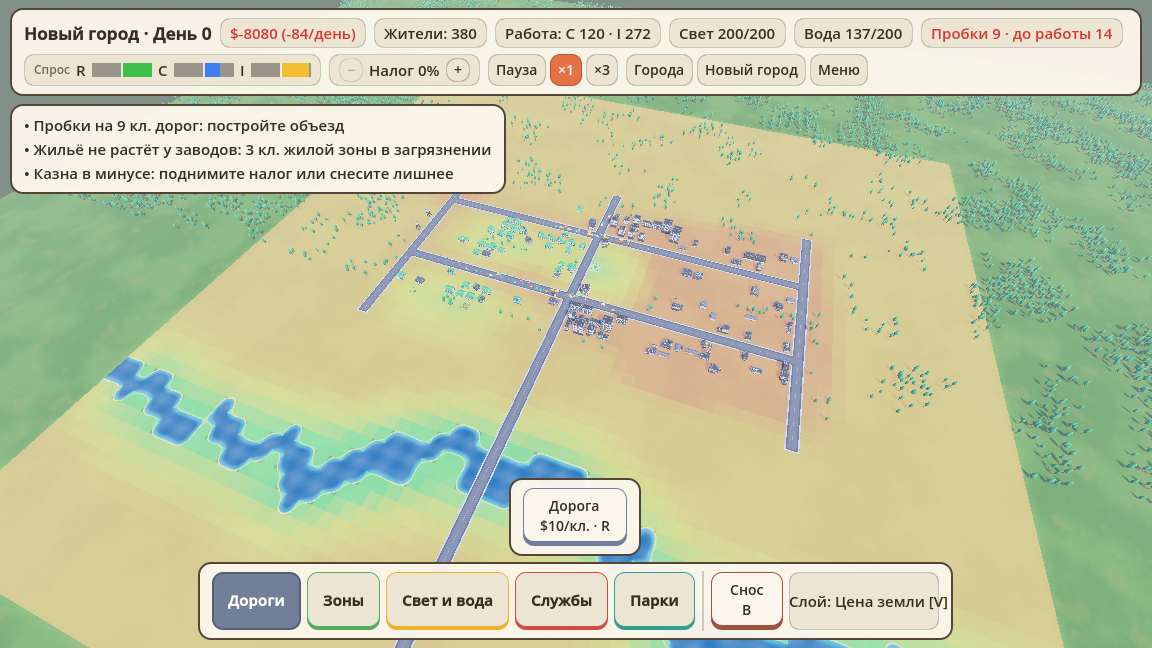 Новый город · День 0
$-8080 (-84/день)
Жители: 380
Работа: C 120 · I 272
Свет 200/200
Вода 137/200
Пробки 9 · до работы 14
Спрос R C I
− Налог 0% +
Пауза
×1
×3
Города
Новый город
Меню
• Пробки на 9 кл. дорог: постройте объезд
• Жильё не растёт у заводов: 3 кл. жилой зоны в загрязнении
• Казна в минусе: поднимите налог или снесите лишнее
Дорога
$10/кл. · R
Дороги
Зоны
Свет и вода
Службы
Парки
Снос
B
Слой: Цена земли [V]